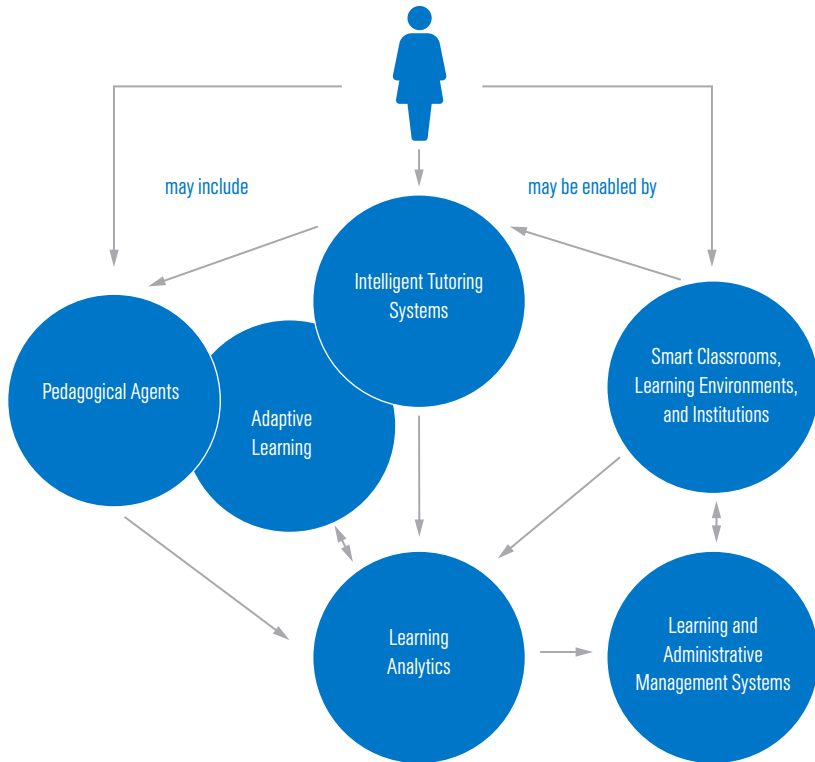 may include
may be enabled by
Intelligent Tutoring
Systems
Pedagogical Agents
Adaptive
Learning
Smart Classrooms,
Learning Environments,
and Institutions
Learning
Analytics
Learning and
Administrative
Management Systems